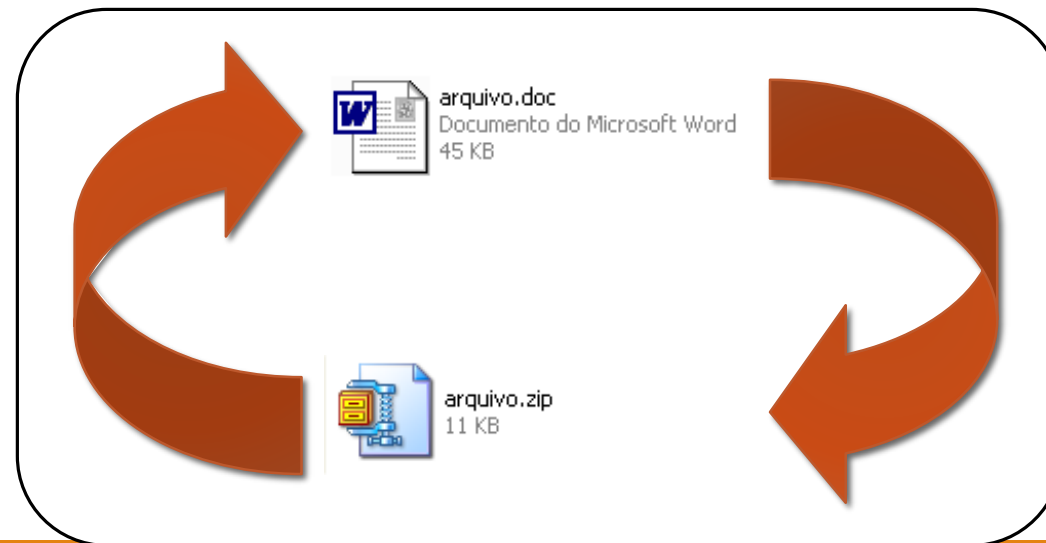 arquivo.doc
W
Documento do Microsoft Word
45 KB
arquivo.zip
11 KB